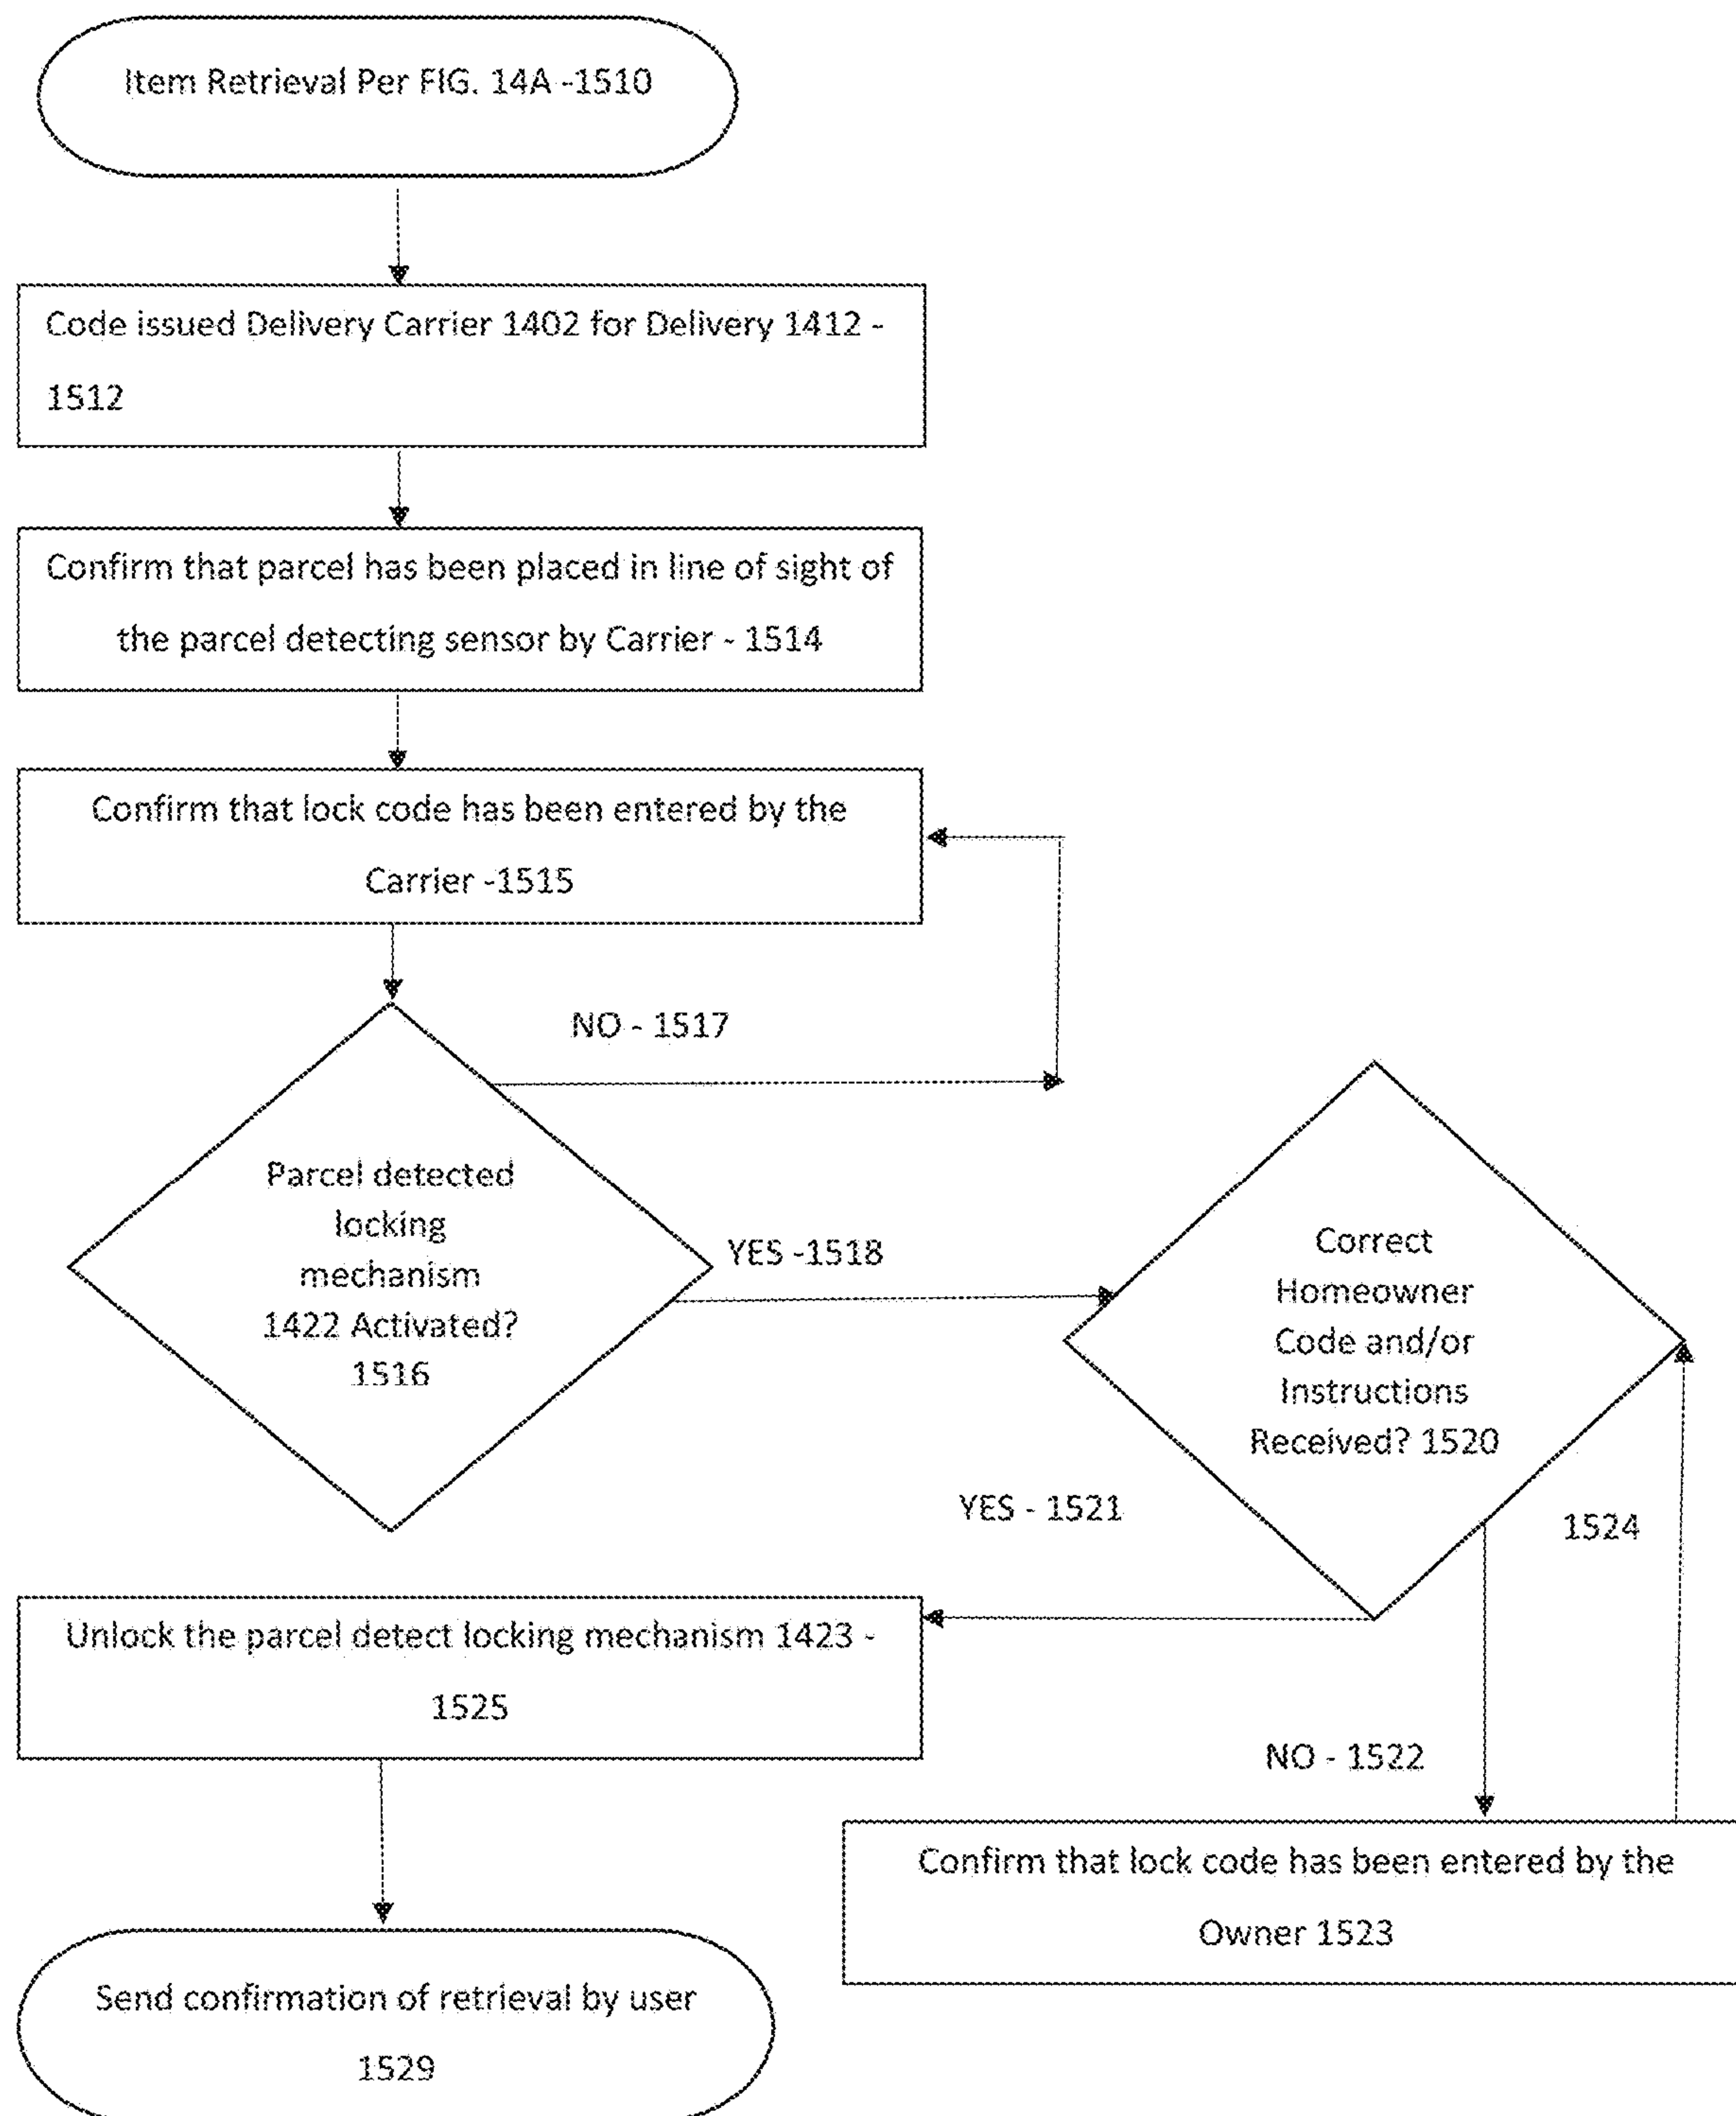 Item Retrieval Per FIG. 14A -1510
Code issued Delivery Carrier 1402 for Delivery 1412 -
1512
Confirm that parcel has been placed in line of sight of
the parcel detecting sensor by Carrier - 1514
Confirm that lock code has been entered by the
Carrier -1515
NO - 1517
Parcel detected
locking
mechanism
1422 Activated?
1516
YES -1518
Correct
Homeowner
Code and/or
Instructions
Received? 1520
YES - 1521
1524
Unlock the parcel detect locking mechanism 1423 -
1525
NO - 1522
Confirm that lock code has been entered by the
Owner 1523
Send confirmation of retrieval by user
1529